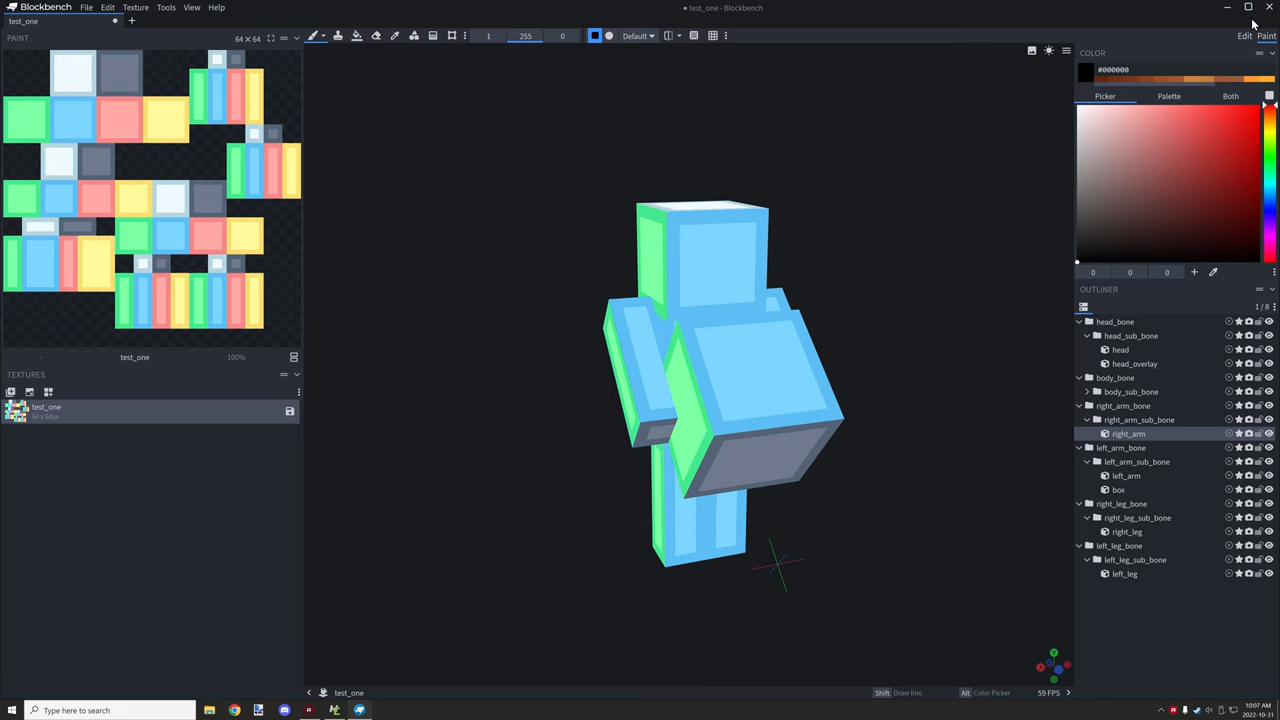 Blockbench File Edit Texture Tools View Help
test_one - Blockbench
test_one
PAINT 64 × 64
1 255 0 Default
Edit Paint
COLOR
#000000
Picker Palette Both
0 0 0
test_one 100%
TEXTURES
test_one
64 x 64px
OUTLINER
1 / 8
head_bone
head_sub_bone
head
head_overlay
body_bone
body_sub_bone
right_arm_bone
right_arm_sub_bone
right_arm
left_arm_bone
left_arm_sub_bone
left_arm
box
right_leg_bone
right_leg_sub_bone
right_leg
left_leg_bone
left_leg_sub_bone
left_leg
test_one
Shift Draw line Alt Color Picker 59 FPS
Type here to search
10:07 AM
2022-10-31